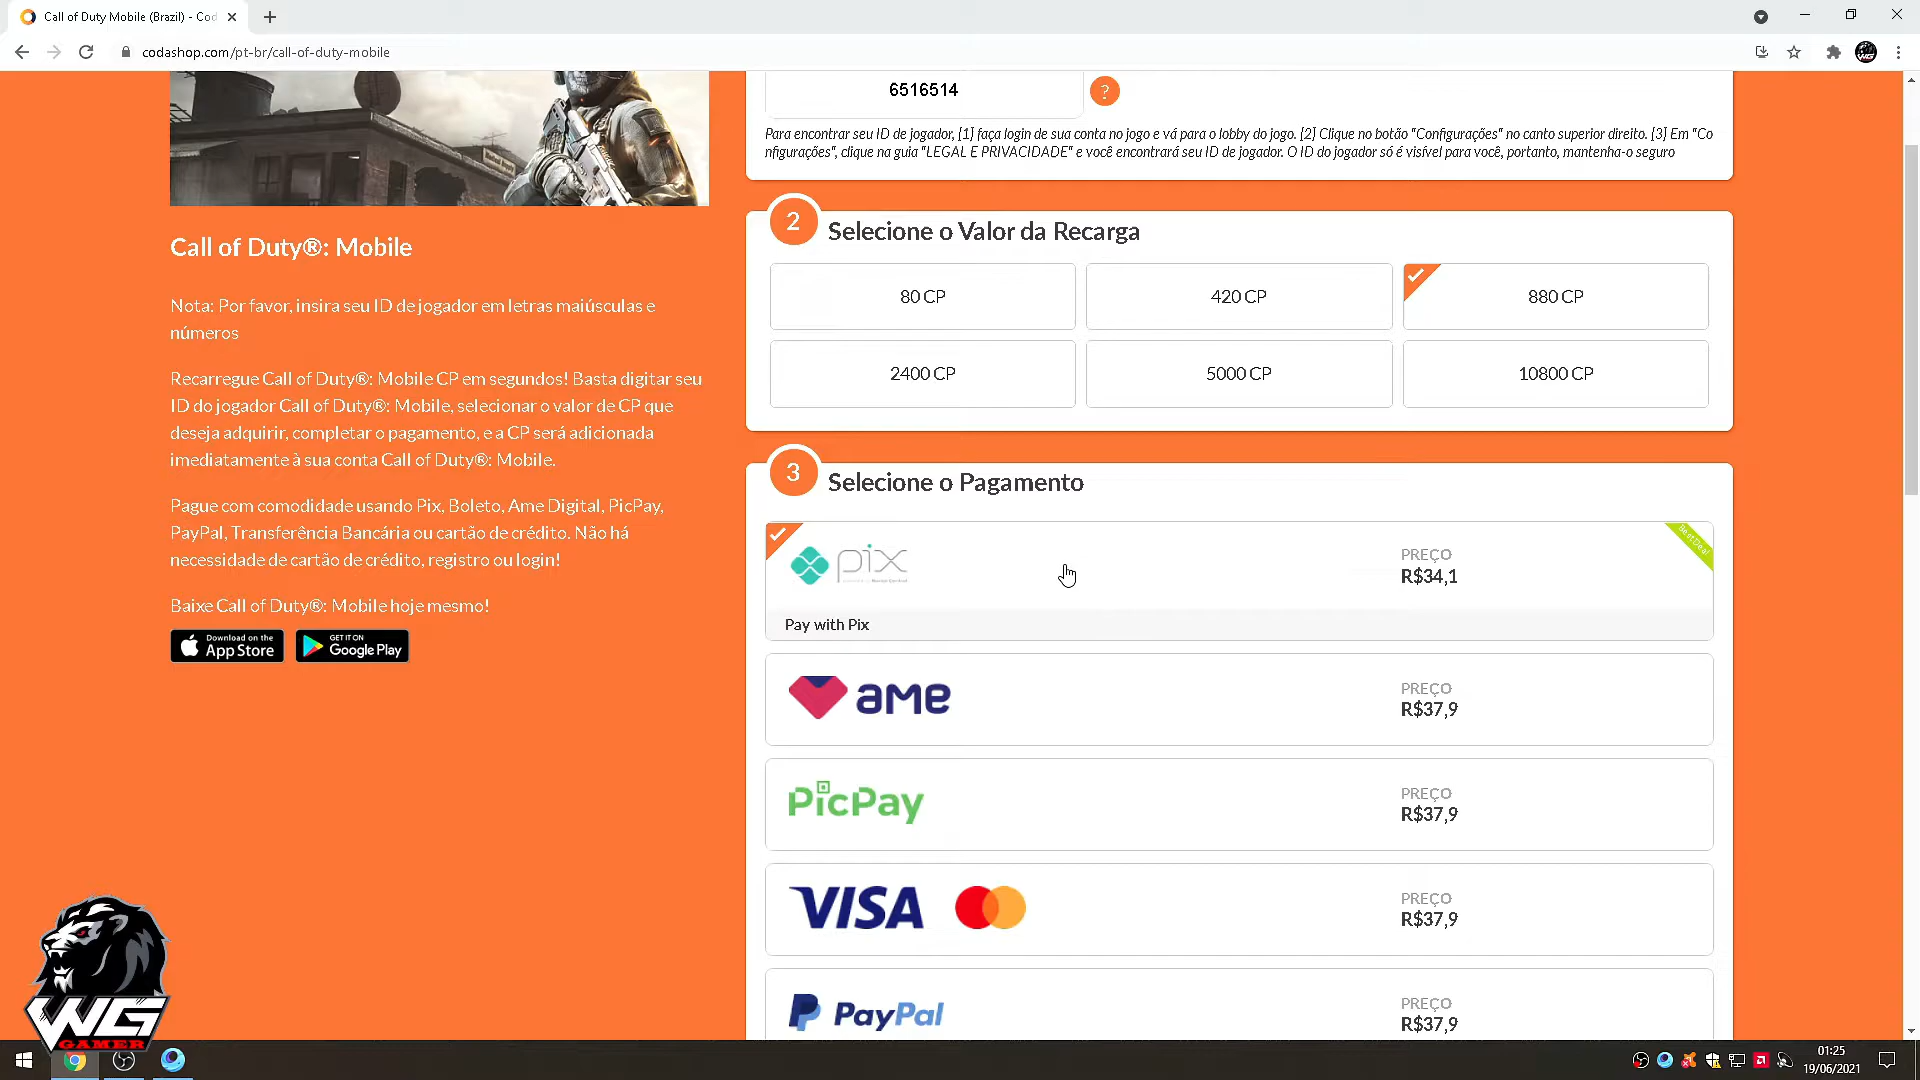 Call of Duty Mobile (Brazil) - Cod
codashop.com/pt-br/call-of-duty-mobile
6516514
?
Para encontrar seu ID de jogador, [1] faça login de sua conta no jogo e vá para o lobby do jogo. [2] Clique no botão "Configurações" no canto superior direito. [3] Em "Co
nfigurações", clique na guia "LEGAL E PRIVACIDADE" e você encontrará seu ID de jogador. O ID do jogador só é visível para você, portanto, mantenha-o seguro
Call of Duty®: Mobile
Nota: Por favor, insira seu ID de jogador em letras maiúsculas e
números
Recarregue Call of Duty®: Mobile CP em segundos! Basta digitar seu
ID do jogador Call of Duty®: Mobile, selecionar o valor de CP que
deseja adquirir, completar o pagamento, e a CP será adicionada
imediatamente à sua conta Call of Duty®: Mobile.
Pague com comodidade usando Pix, Boleto, Ame Digital, PicPay,
PayPal, Transferência Bancária ou cartão de crédito. Não há
necessidade de cartão de crédito, registro ou login!
Baixe Call of Duty®: Mobile hoje mesmo!
Download on the
App Store
GET IT ON
Google Play
2
Selecione o Valor da Recarga
80 CP
420 CP
880 CP
2400 CP
5000 CP
10800 CP
3
Selecione o Pagamento
pix
PREÇO
R$34,1
Best Deal
Pay with Pix
ame
PREÇO
R$37,9
PicPay
PREÇO
R$37,9
VISA
PREÇO
R$37,9
PayPal
PREÇO
R$37,9
WG
GAMER
01:25
19/06/2021